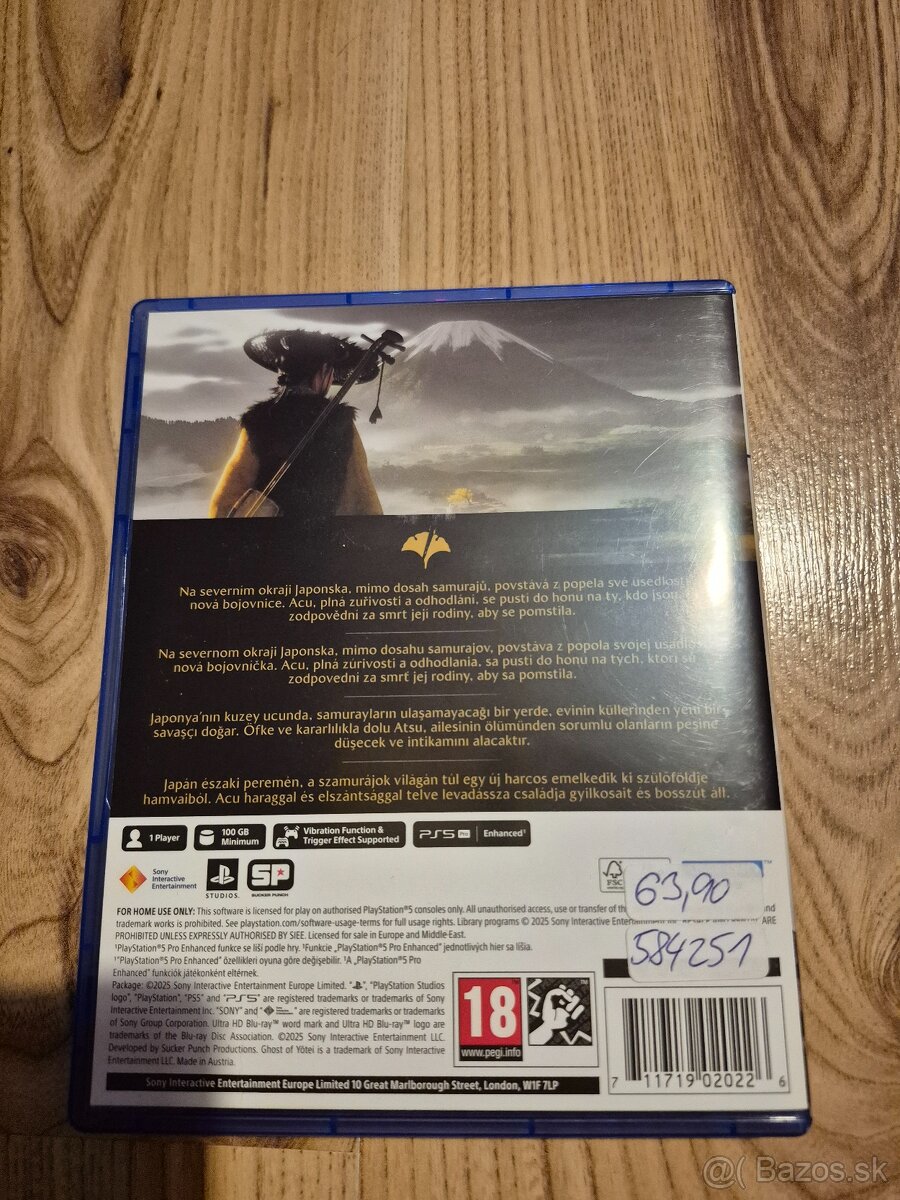 Na severním okraji Japonska, mimo dosah samurajů, povstává z popela své usedlosti
nová bojovnice. Acu, plná zuřivosti a odhodlání, se pustí do honu na ty, kdo jsou
zodpovědní za smrt její rodiny, aby se pomstila.
Na severnom okraji Japonska, mimo dosahu samurajov, povstáva z popola svojej
nová bojovníčka. Acu, plná zúrivosti a odhodlania, sa pustí do honu na tých, ktorí sú
zodpovední za smrť jej rodiny, aby sa pomstila.
Japonya'nın kuzey ucunda, samurayların ulaşamayacağı bir yerde, evinin küllerinden yeni bir
savaşçı doğar. Öfke ve kararlılıkla dolu Atsu, ailesinin ölümünden sorumlu olanların peşine
düşecek ve intikamını alacaktır.
Japán északi peremén, a szamurájok világán túl egy új harcos emelkedik ki szülőföldje
hamvaiból. Acu haraggal és elszántsággal telve levadássza családja gyilkosait és bosszút áll.
1 Player
100 GB
Minimum
Vibration Function &
Trigger Effect Supported
PS5 Pro Enhanced¹
Sony
Interactive
Entertainment
STUDIOS.
SP
SUCKER PUNCH
FSC
63,90
584251
FOR HOME USE ONLY: This software is licensed for play on authorised PlayStation®5 consoles only. All unauthorised access, use or transfer of the and
trademark works is prohibited. See playstation.com/software-usage-terms for full usage rights. Library programs © 2025 Sony Interactive ARE
PROHIBITED UNLESS EXPRESSLY AUTHORISED BY SIEE. Licensed for sale in Europe and Middle-East.
¹PlayStation®5 Pro Enhanced funkce se liší podle hry. ¹Funkcie „PlayStation®5 Pro Enhanced" jednotlivých hier sa líšia.
¹"PlayStation®5 Pro Enhanced" özellikleri oyuna göre değişebilir. ¹A „PlayStation®5 Pro
Enhanced" funkciók játékonként eltérnek.
Package: ©2025 Sony Interactive Entertainment Europe Limited. "PlayStation Studios
logo", "PlayStation", "PS5" and "PS5" are registered trademarks or trademarks of Sony
Interactive Entertainment Inc. "SONY" and " " are registered trademarks or trademarks
of Sony Group Corporation. Ultra HD Blu-ray™ word mark and Ultra HD Blu-ray™ logo are
trademarks of the Blu-ray Disc Association. ©2025 Sony Interactive Entertainment LLC.
Developed by Sucker Punch Productions. Ghost of Yōtei is a trademark of Sony Interactive
Entertainment LLC. Made in Austria.
18
www.pegi.info
Sony Interactive Entertainment Europe Limited 10 Great Marlborough Street, London, W1F 7LP
7 11719 02022 6
@( Bazos.sk